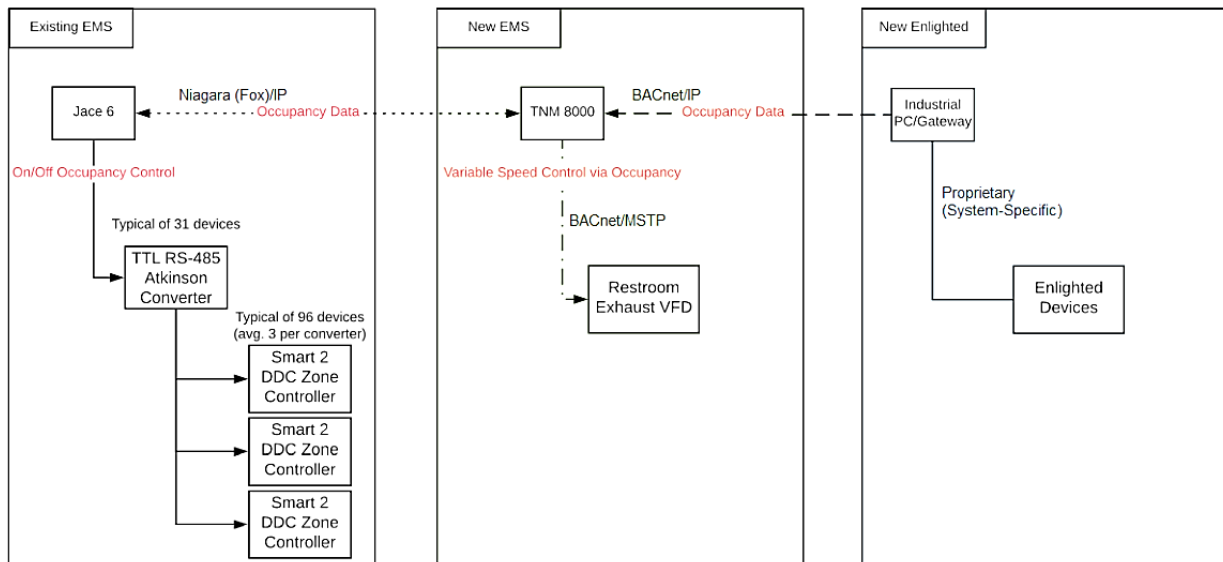 Existing EMS
Jace 6
Niagara (Fox)/IP
Occupancy Data
On/Off Occupancy Control
Typical of 31 devices
TTL RS-485
Atkinson
Converter
Typical of 96 devices
(avg. 3 per converter)
Smart 2
DDC Zone
Controller
Smart 2
DDC Zone
Controller
Smart 2
DDC Zone
Controller
New EMS
TNM 8000
BACnet/IP
Occupancy Data
Variable Speed Control via Occupancy
BACnet/MSTP
Restroom
Exhaust VFD
New Enlighted
Industrial
PC/Gateway
Proprietary
(System-Specific)
Enlighted
Devices